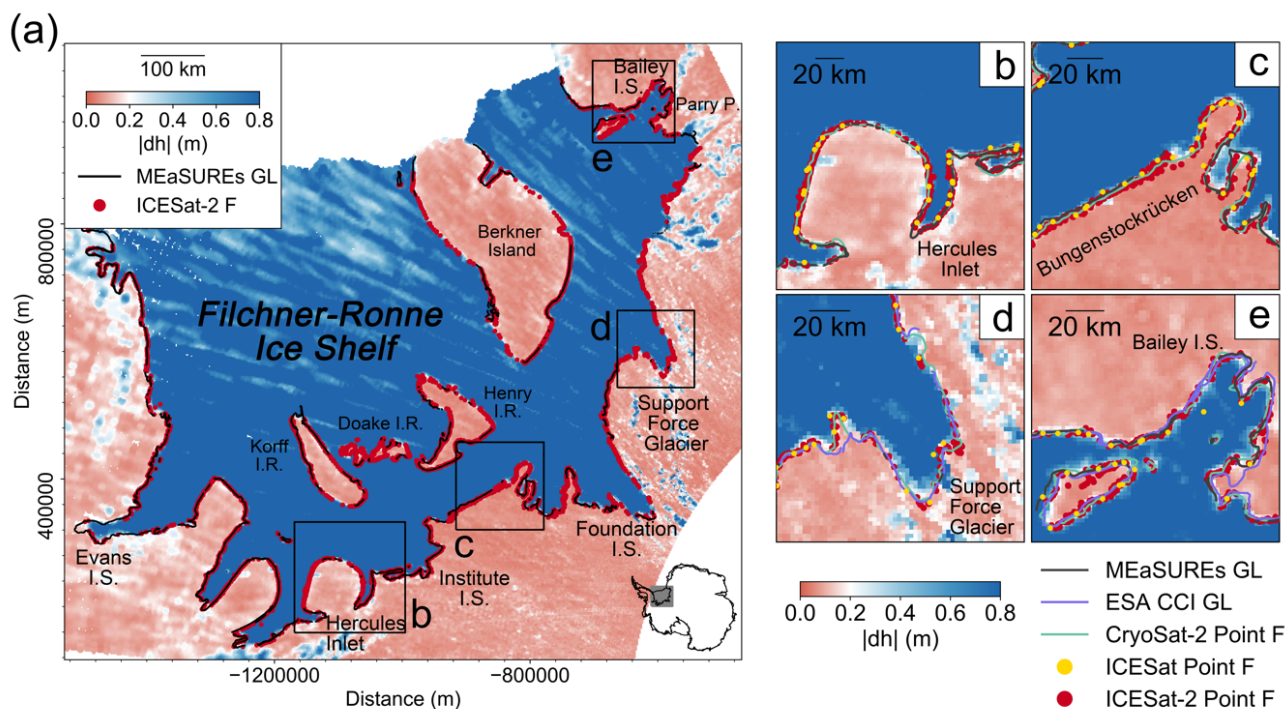 (a)
100 km
0.0 0.2 0.4 0.6 0.8
|dh| (m)
MEaSUREs GL
ICESat-2 F
Bailey
I.S.
Parry P.
e
Berkner
Island
Filchner-Ronne
Ice Shelf
d
Henry
I.R.
Doake I.R.
Korff
I.R.
Support
Force
Glacier
Foundation
I.S.
c
Evans
I.S.
Institute
I.S.
Hercules
Inlet
b
800000
400000
Distance (m)
−1200000
−800000
Distance (m)
b
20 km
Hercules
Inlet
c
20 km
Bungenstockrücken
d
20 km
Support
Force
Glacier
e
20 km
Bailey I.S.
0.0 0.2 0.4 0.6 0.8
|dh| (m)
MEaSUREs GL
ESA CCI GL
CryoSat-2 Point F
ICESat Point F
ICESat-2 Point F